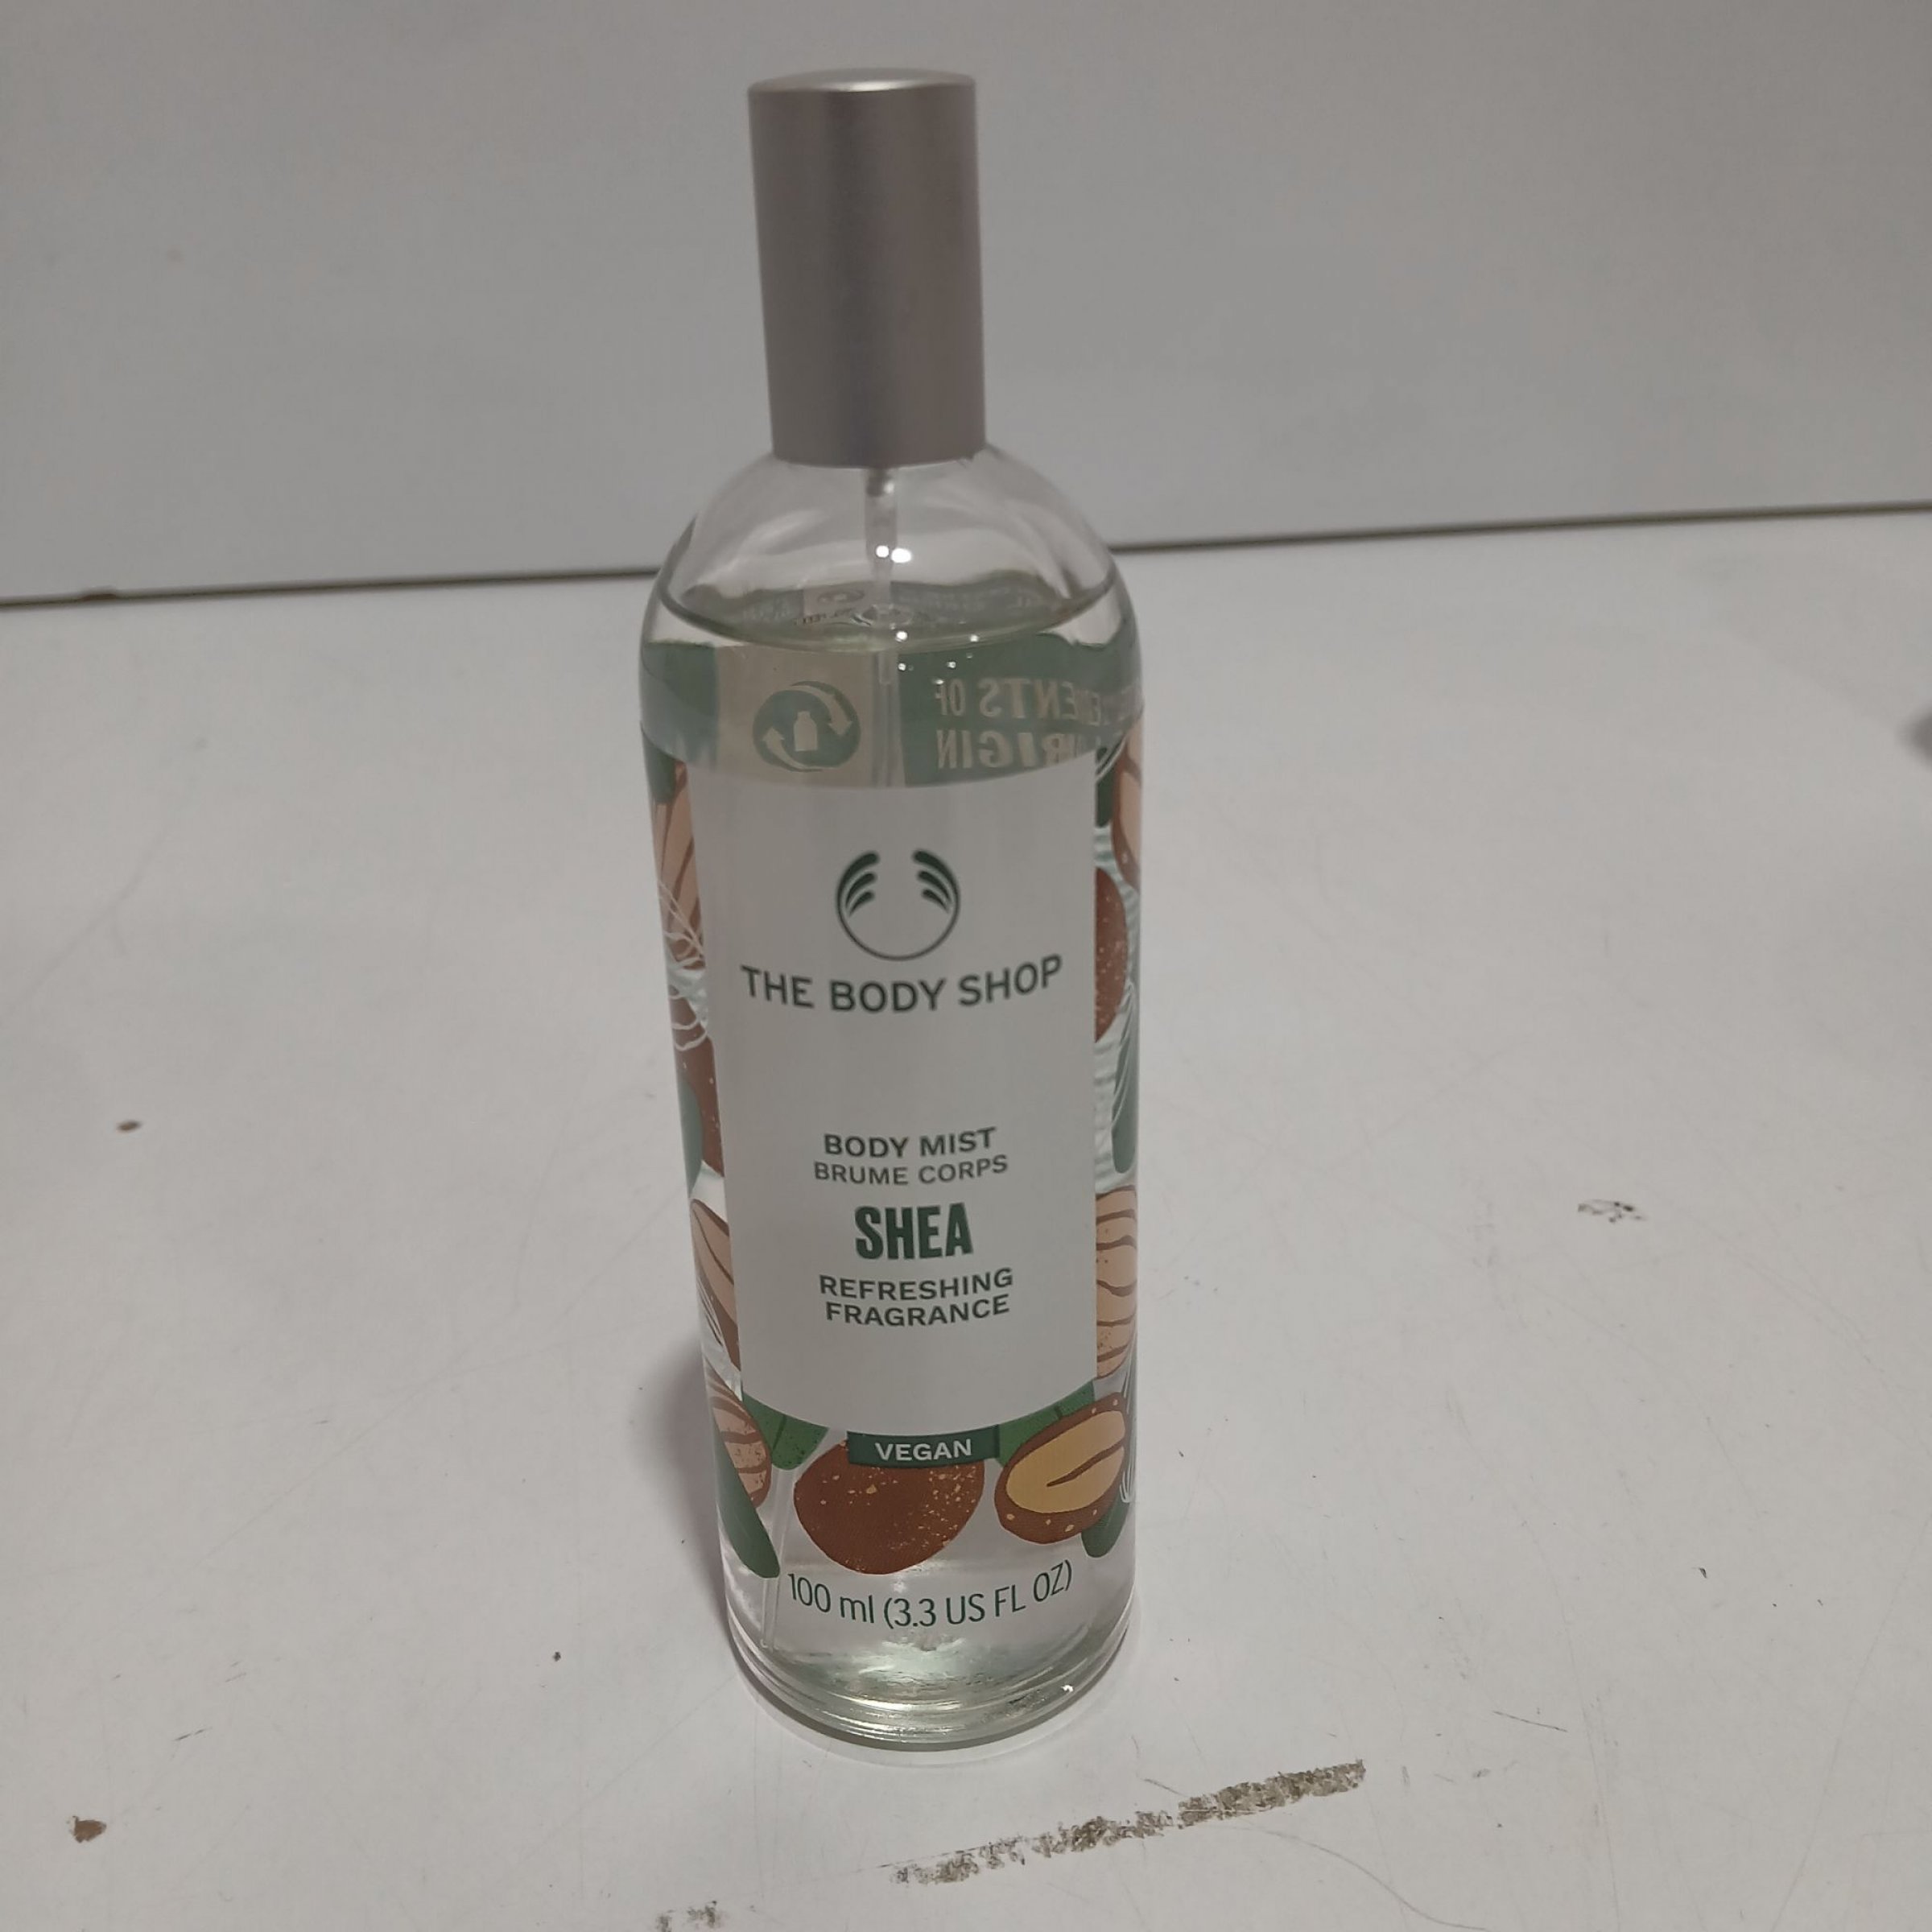 THE BODY SHOP
BODY MIST
BRUME CORPS
SHEA
REFRESHING
FRAGRANCE
VEGAN
100 ml (3.3 US FL OZ)